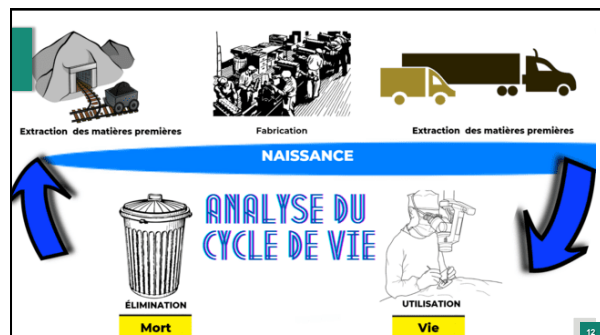 Extraction des matières premières
Fabrication
Extraction des matières premières
NAISSANCE
ANALYSE DU
CYCLE DE VIE
ÉLIMINATION
UTILISATION
Mort
Vie
12